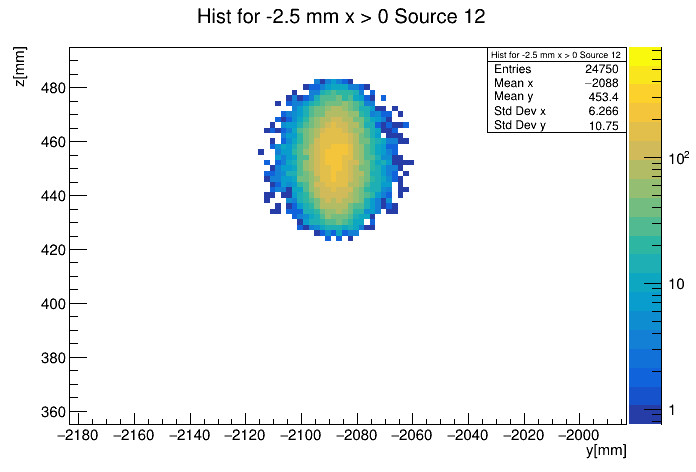 Hist for -2.5 mm x > 0 Source 12
z[mm]
Hist for -2.5 mm x > 0 Source 12
Entries 24750
Mean x −2088
Mean y 453.4
Std Dev x 6.266
Std Dev y 10.75
480
460
440
420
400
380
360
10²
10
1
−2180 −2160 −2140 −2120 −2100 −2080 −2060 −2040 −2020 −2000
y[mm]